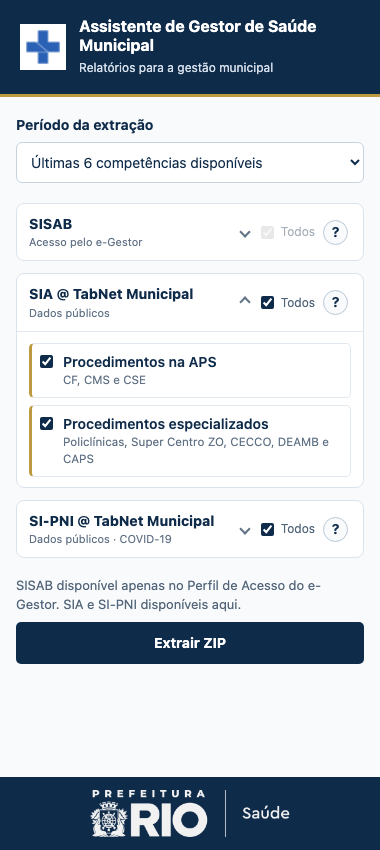 Assistente de Gestor de Saúde
Municipal
Relatórios para a gestão municipal
Período da extração
Últimas 6 competências disponíveis
SISAB
Acesso pelo e-Gestor
Todos
?
SIA @ TabNet Municipal
Dados públicos
Todos
?
Procedimentos na APS
CF, CMS e CSE
Procedimentos especializados
Policlínicas, Super Centro ZO, CECCO, DEAMB e
CAPS
SI-PNI @ TabNet Municipal
Dados públicos · COVID-19
Todos
?
SISAB disponível apenas no Perfil de Acesso do e-
Gestor. SIA e SI-PNI disponíveis aqui.
Extrair ZIP
PREFEITURA
RIO
Saúde